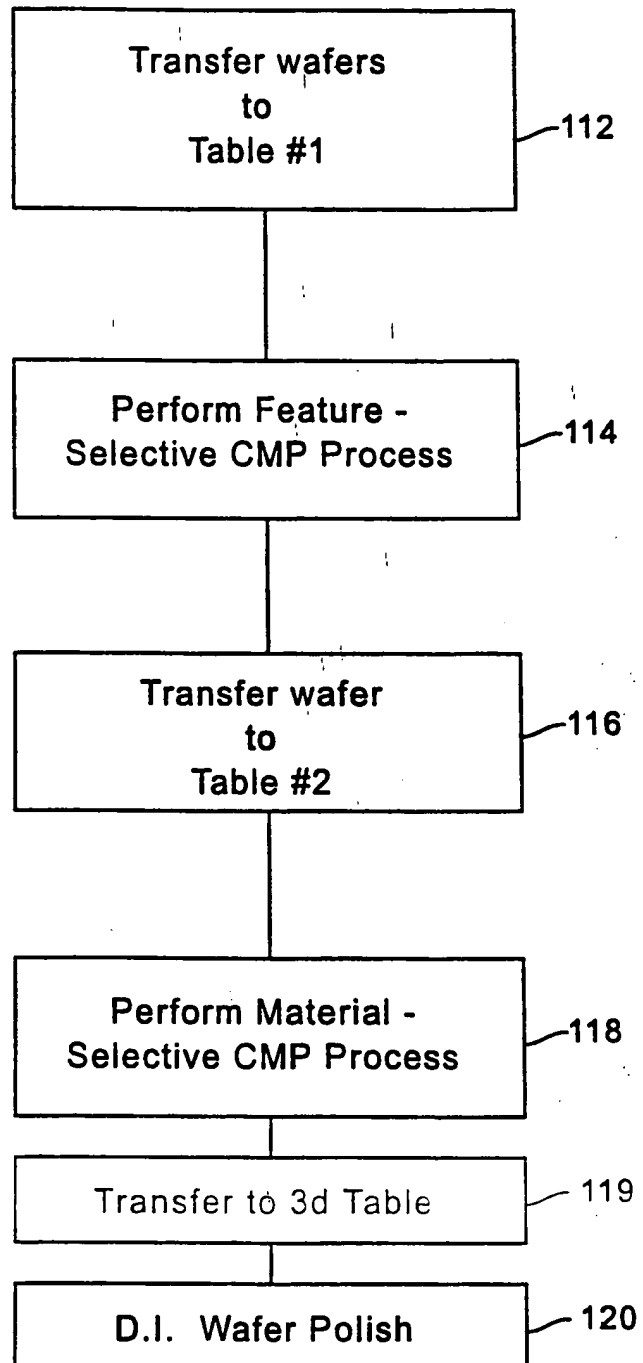 Transfer wafers
to
Table #1
112
Perform Feature -
Selective CMP Process
114
Transfer wafer
to
Table #2
116
Perform Material -
Selective CMP Process
118
Transfer to 3d Table
119
D.I. Wafer Polish
120